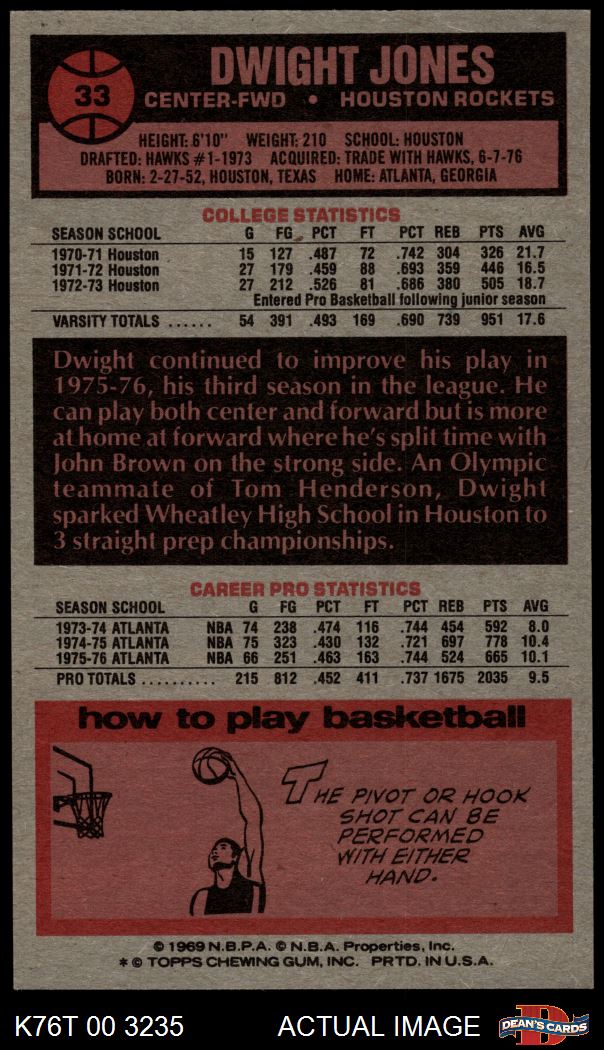 33
DWIGHT JONES
CENTER-FWD • HOUSTON ROCKETS
HEIGHT: 6'10" WEIGHT: 210 SCHOOL: HOUSTON
DRAFTED: HAWKS #1-1973 ACQUIRED: TRADE WITH HAWKS, 6-7-76
BORN: 2-27-52, HOUSTON, TEXAS HOME: ATLANTA, GEORGIA
COLLEGE STATISTICS
SEASON SCHOOL G FG PCT FT PCT REB PTS AVG
1970-71 Houston 15 127 .487 72 .742 304 326 21.7
1971-72 Houston 27 179 .459 88 .693 359 446 16.5
1972-73 Houston 27 212 .526 81 .686 380 505 18.7
Entered Pro Basketball following junior season
VARSITY TOTALS ...... 54 391 .493 169 .690 739 951 17.6
Dwight continued to improve his play in
1975-76, his third season in the league. He
can play both center and forward but is more
at home at forward where he's split time with
John Brown on the strong side. An Olympic
teammate of Tom Henderson, Dwight
sparked Wheatley High School in Houston to
3 straight prep championships.
CAREER PRO STATISTICS
SEASON SCHOOL G FG PCT FT PCT REB PTS AVG
1973-74 ATLANTA NBA 74 238 .474 116 .744 454 592 8.0
1974-75 ATLANTA NBA 75 323 .430 132 .721 697 778 10.4
1975-76 ATLANTA NBA 66 251 .463 163 .744 524 665 10.1
PRO TOTALS .......... 215 812 .452 411 .737 1675 2035 9.5
how to play basketball
THE PIVOT OR HOOK
SHOT CAN BE
PERFORMED
WITH EITHER
HAND.
© 1969 N.B.P.A. © N.B.A. Properties, Inc.
* © TOPPS CHEWING GUM, INC. PRTD. IN U.S.A.
K76T 00 3235 ACTUAL IMAGE
D
DEAN'S CARDS